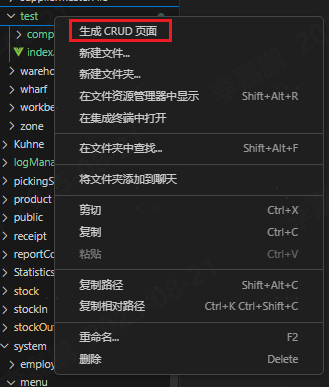 test
生成 CRUD 页面
comp
新建文件...
index.
新建文件夹...
wareho
在文件资源管理器中显示 Shift+Alt+R
wharf
workbe
在集成终端中打开
zone
Kuhne
在文件夹中查找... Shift+Alt+F
logMana
pickingS
将文件夹添加到聊天
product
剪切 Ctrl+X
public
复制 Ctrl+C
receipt
粘贴 Ctrl+V
reportCo
Statistics
复制路径 Shift+Alt+C
stock
stockIn
复制相对路径 Ctrl+K Ctrl+Shift+C
stockOut
重命名... F2
system
employ
删除 Delete
menu